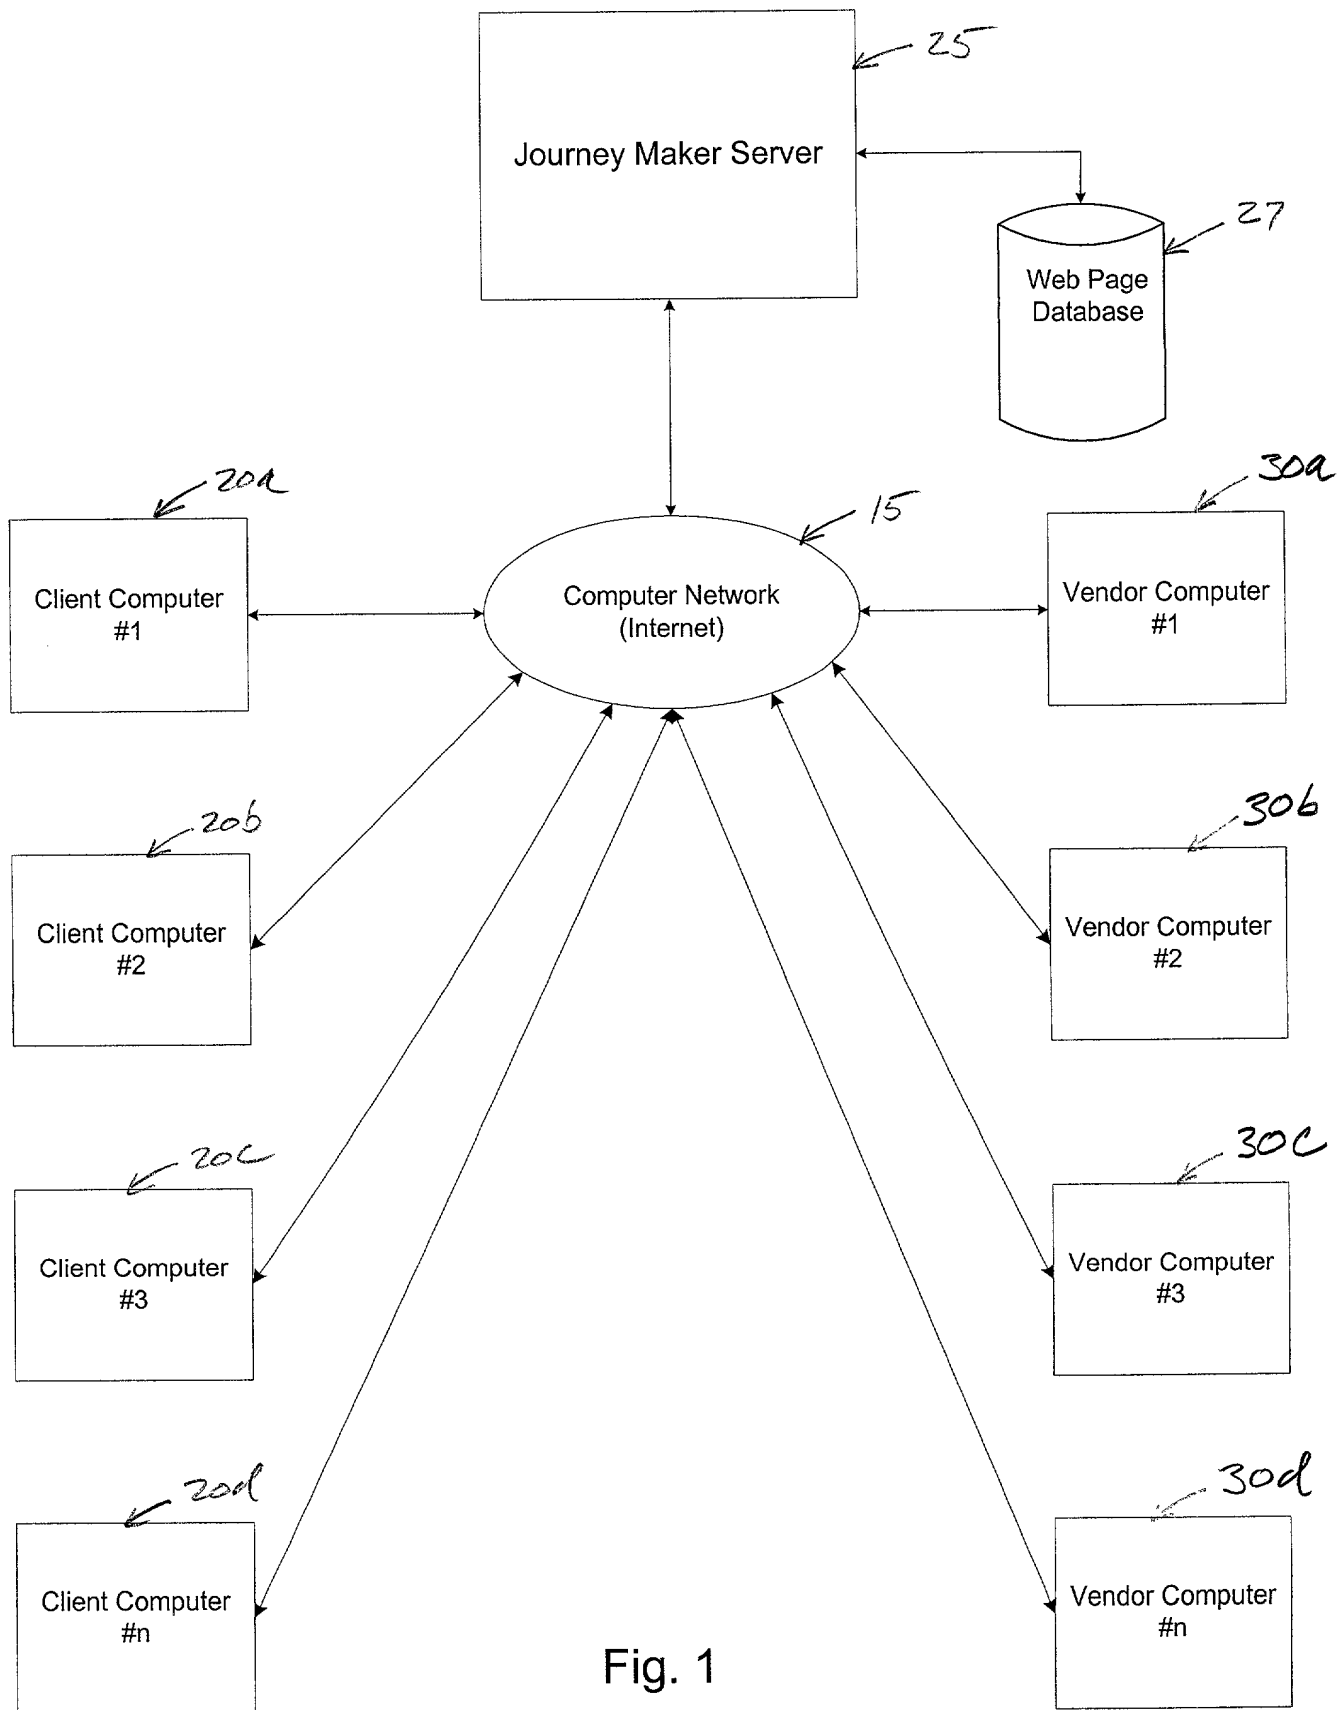 25
Journey Maker Server
27
Web Page
Database
20a
15
30a
Client Computer
#1
Computer Network
(Internet)
Vendor Computer
#1
20b
30b
Client Computer
#2
Vendor Computer
#2
20c
30c
Client Computer
#3
Vendor Computer
#3
20d
30d
Client Computer
#n
Vendor Computer
#n
Fig. 1